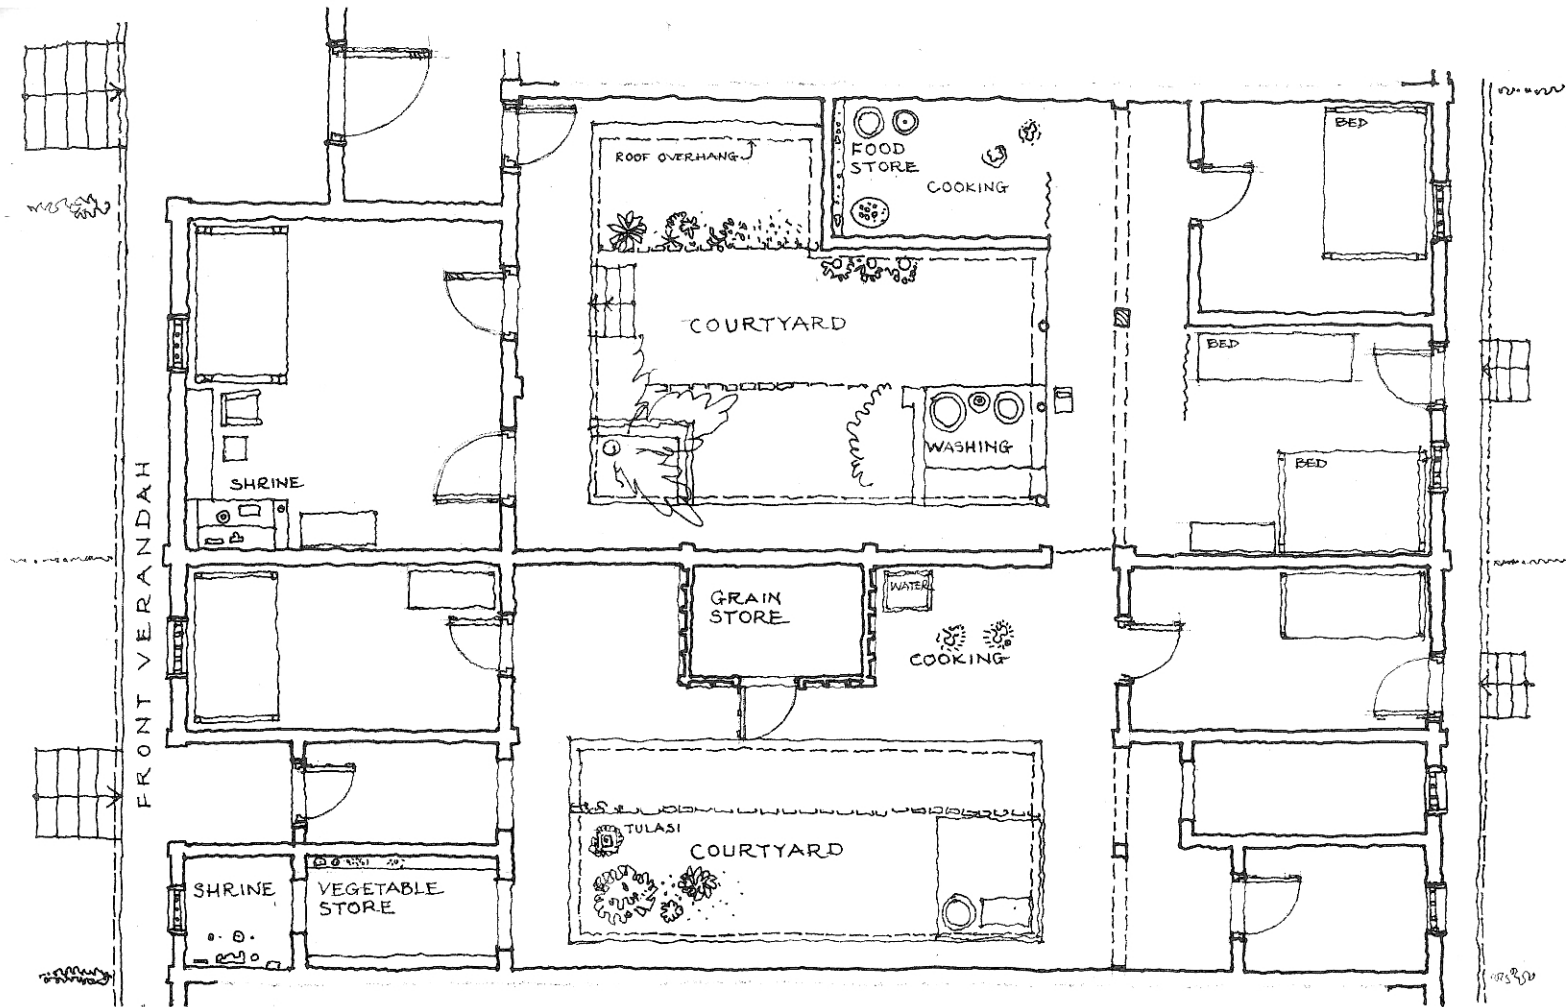 ROOF OVERHANG
FOOD
STORE
COOKING
BED
COURTYARD
BED
WASHING
BED
SHRINE
FRONT VERANDAH
GRAIN
STORE
WATER
COOKING
TULASI
COURTYARD
SHRINE
VEGETABLE
STORE